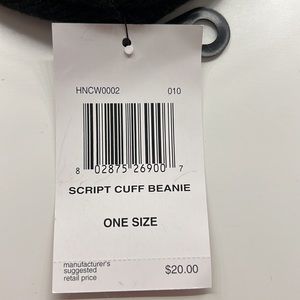 HNCW0002 010
8 02875 26900 7
SCRIPT CUFF BEANIE
ONE SIZE
manufacturer's
suggested
retail price $20.00